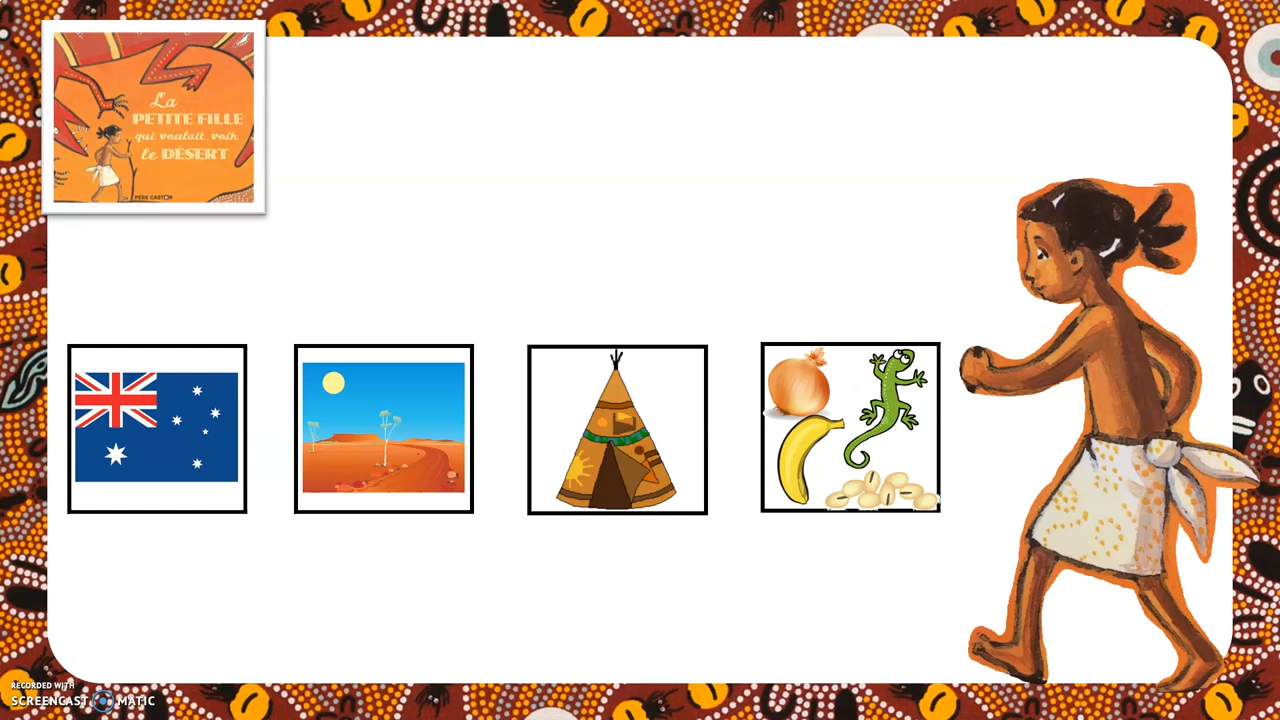 La
PETITE FILLE
qui voulait voir
le DÉSERT
PÈRE CASTOR
RECORDED WITH
SCREENCAST MATIC